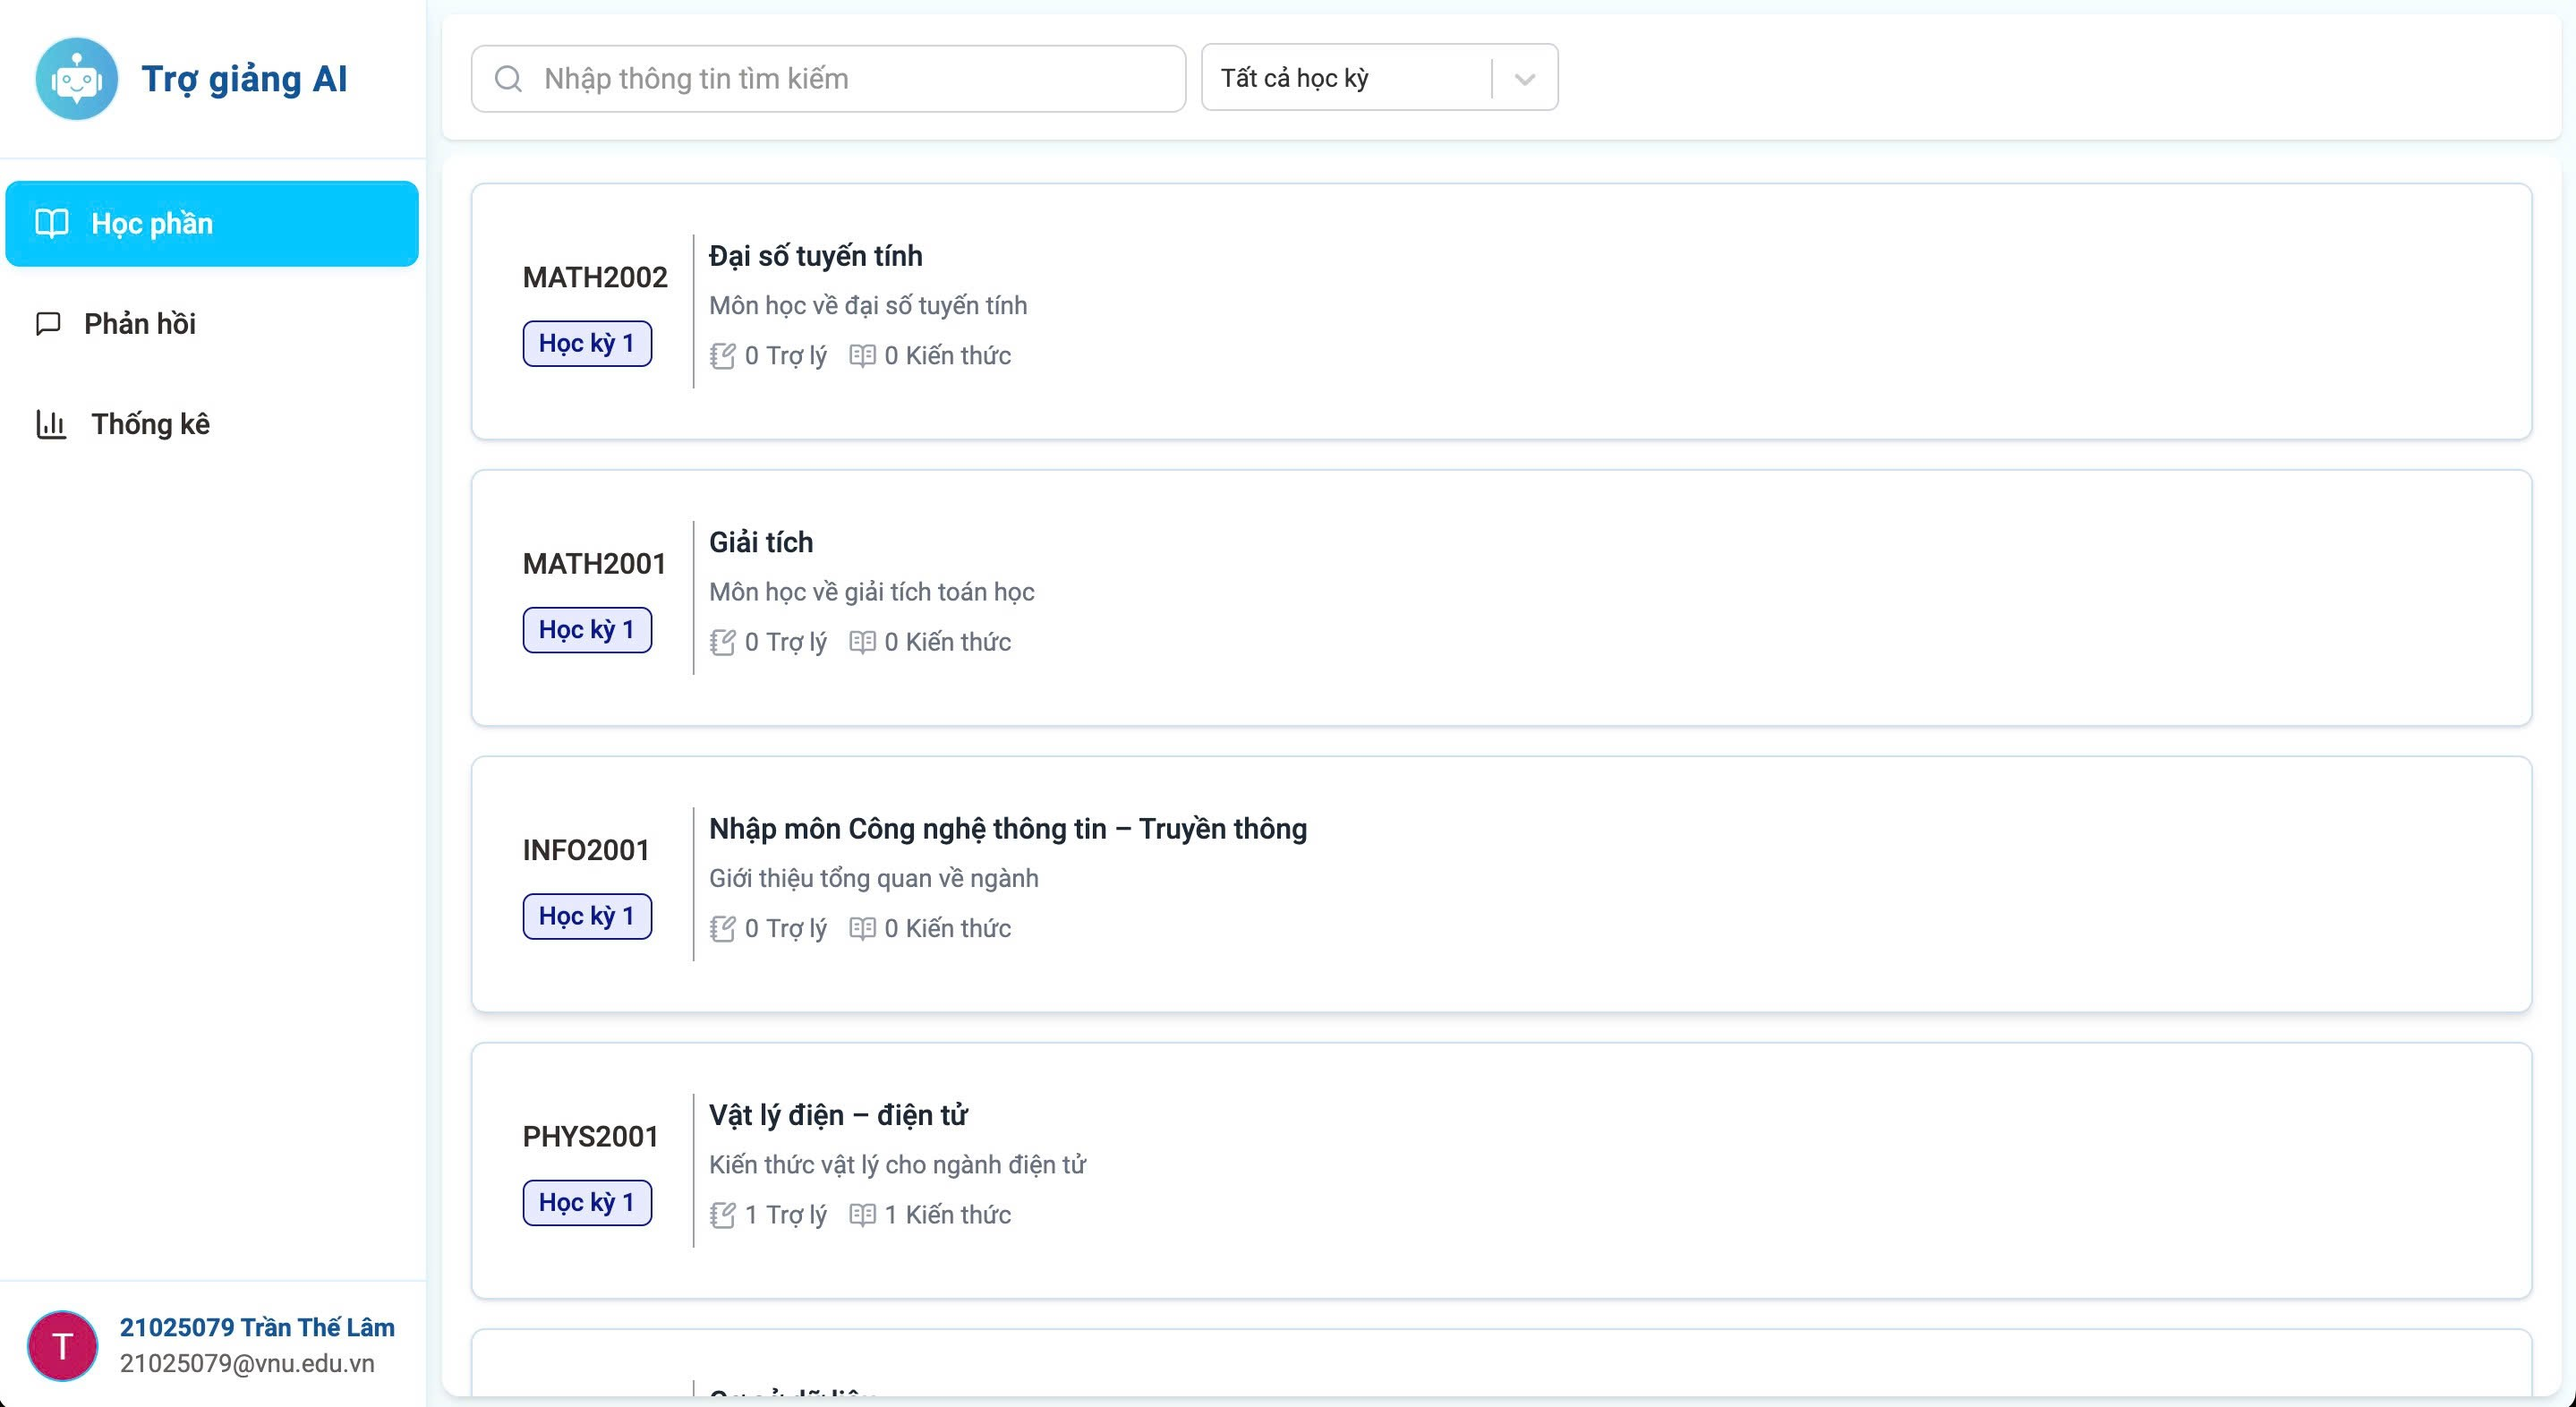 Trợ giảng AI
Học phần
Phản hồi
Thống kê
21025079 Trần Thế Lâm
21025079@vnu.edu.vn
T
Nhập thông tin tìm kiếm
Tất cả học kỳ
MATH2002
Học kỳ 1
Đại số tuyến tính
Môn học về đại số tuyến tính
0 Trợ lý 0 Kiến thức
MATH2001
Học kỳ 1
Giải tích
Môn học về giải tích toán học
0 Trợ lý 0 Kiến thức
INFO2001
Học kỳ 1
Nhập môn Công nghệ thông tin – Truyền thông
Giới thiệu tổng quan về ngành
0 Trợ lý 0 Kiến thức
PHYS2001
Học kỳ 1
Vật lý điện – điện tử
Kiến thức vật lý cho ngành điện tử
1 Trợ lý 1 Kiến thức